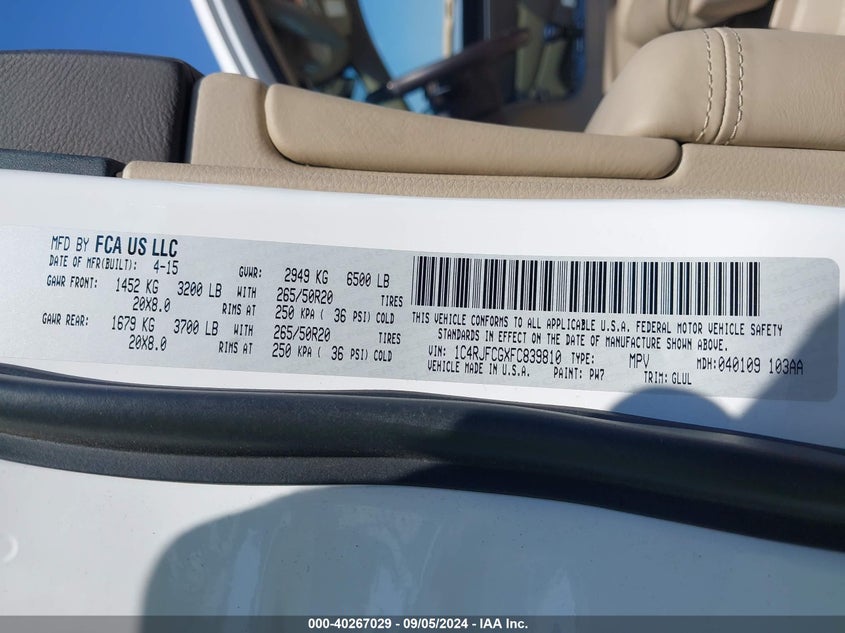 MFD BY FCA US LLC
DATE OF MFR(BUILT): 4-15 GVWR: 2949 KG 6500 LB
GAWR FRONT: 1452 KG 3200 LB WITH 265/50R20 TIRES
20X8.0 RIMS AT 250 KPA ( 36 PSI) COLD
GAWR REAR: 1679 KG 3700 LB WITH 265/50R20 TIRES
20X8.0 RIMS AT 250 KPA ( 36 PSI) COLD
THIS VEHICLE CONFORMS TO ALL APPLICABLE U.S.A. FEDERAL MOTOR VEHICLE SAFETY
STANDARDS IN EFFECT ON THE DATE OF MANUFACTURE SHOWN ABOVE.
VIN: 1C4RJFCGXFC839810 TYPE: MPV MDH:040109 103AA
VEHICLE MADE IN U.S.A. PAINT: PW7 TRIM: GLUL
000-40267029 - 09/05/2024 - IAA Inc.